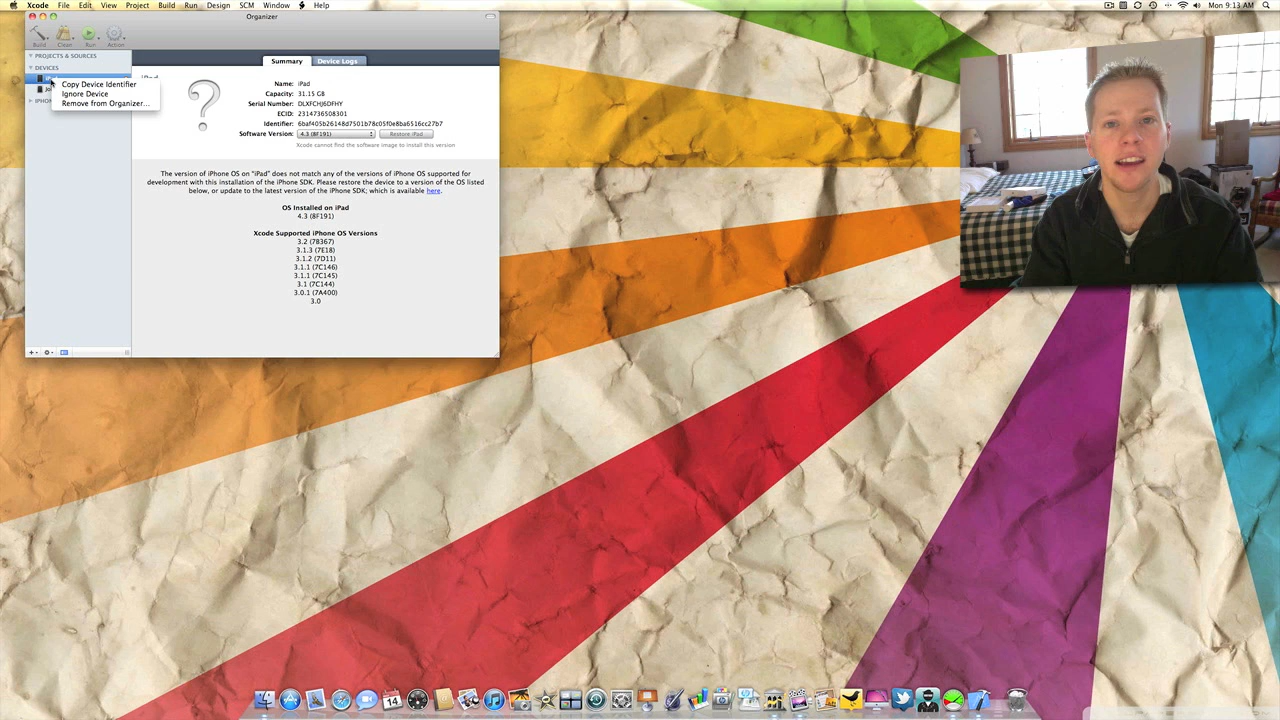 Xcode File Edit View Project Build Run Design SCM Window Help
Mon 9:13 AM
Organizer
Build Clean Run Action
PROJECTS & SOURCES
DEVICES
Copy Device Identifier
Ignore Device
Remove from Organizer...
Summary Device Logs
iPad
Name: iPad
Capacity: 31.15 GB
Serial Number: DLXFCHJ6DFHY
ECID: 2314736508301
Identifier: 6baf405b26148d7501b78c05f0e8ba6516cc27b7
Software Version: 4.3 (8F191) Restore iPad
Xcode cannot find the software image to install this version
The version of iPhone OS on "iPad" does not match any of the versions of iPhone OS supported for
development with this installation of the iPhone SDK. Please restore the device to a version of the OS listed
below, or update to the latest version of the iPhone SDK; which is available here.
OS Installed on iPad
4.3 (8F191)
Xcode Supported iPhone OS Versions
3.2 (7B367)
3.1.3 (7E18)
3.1.2 (7D11)
3.1.1 (7C146)
3.1.1 (7C145)
3.1 (7C144)
3.0.1 (7A400)
3.0
14